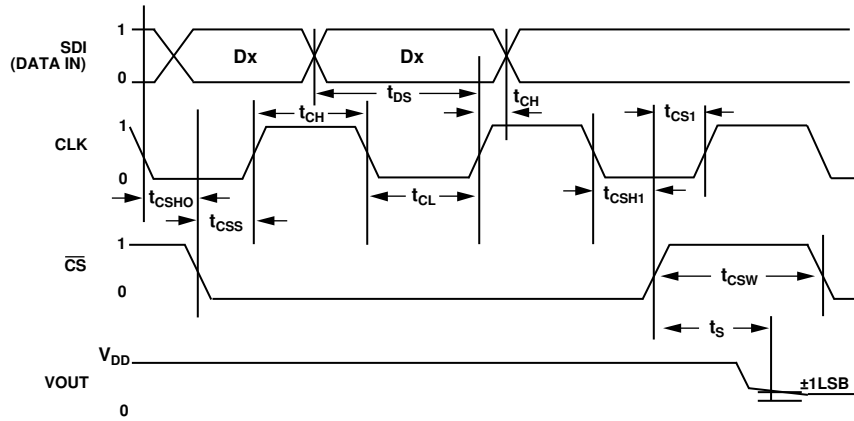 SDI
(DATA IN)
1
0
Dx
Dx
tDS
tCH
tCH
tCS1
CLK
1
0
tCSHO
tCSS
tCL
tCSH1
CS
1
0
tCSW
tS
VOUT
VDD
0
±1LSB